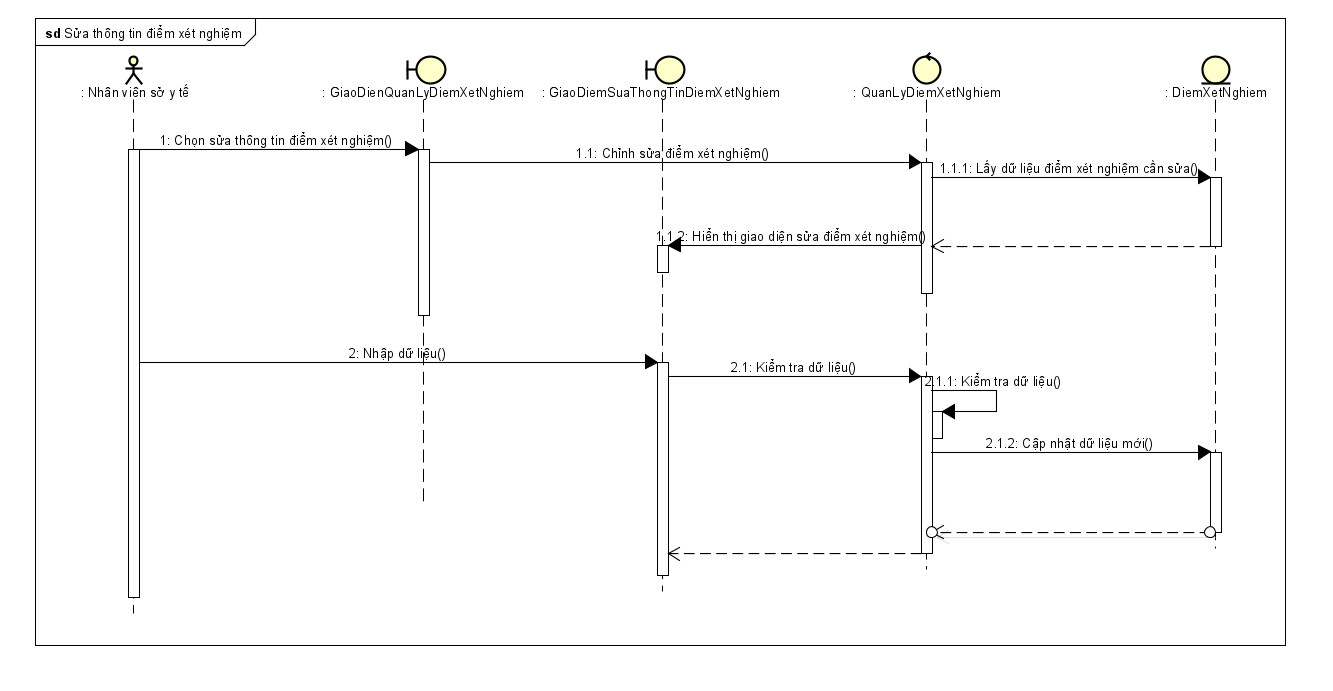 sd Sửa thông tin điểm xét nghiệm
: Nhân viên sở y tế
: GiaoDienQuanLyDiemXetNghiem
: GiaoDiemSuaThongTinDiemXetNghiem
: QuanLyDiemXetNghiem
: DiemXetNghiem
1: Chọn sửa thông tin điểm xét nghiệm()
1.1: Chỉnh sửa điểm xét nghiệm()
1.1.1: Lấy dữ liệu điểm xét nghiệm cần sửa()
1.1.2: Hiển thị giao diện sửa điểm xét nghiệm()
2: Nhập dữ liệu()
2.1: Kiểm tra dữ liệu()
2.1.1: Kiểm tra dữ liệu()
2.1.2: Cập nhật dữ liệu mới()